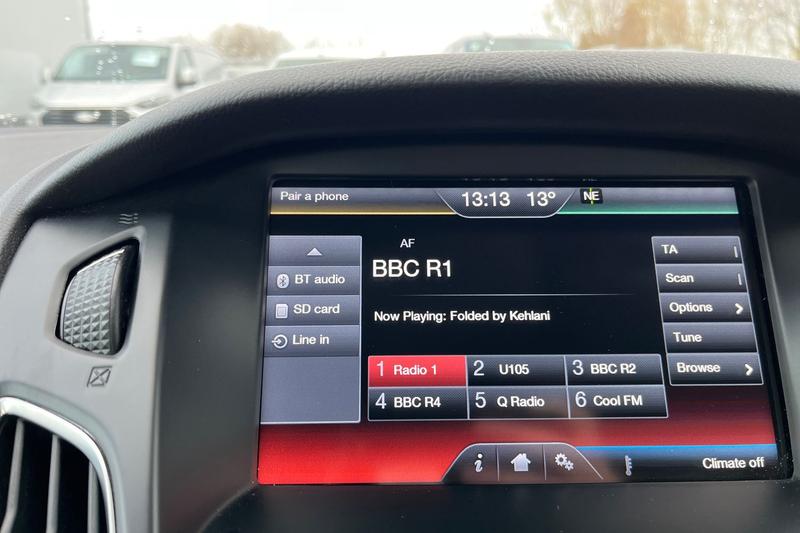 Pair a phone
13:13 13°
NE
AF
BBC R1
Now Playing: Folded by Kehlani
BT audio
SD card
Line in
TA
Scan
Options
Tune
Browse
1 Radio 1
2 U105
3 BBC R2
4 BBC R4
5 Q Radio
6 Cool FM
i
Climate off